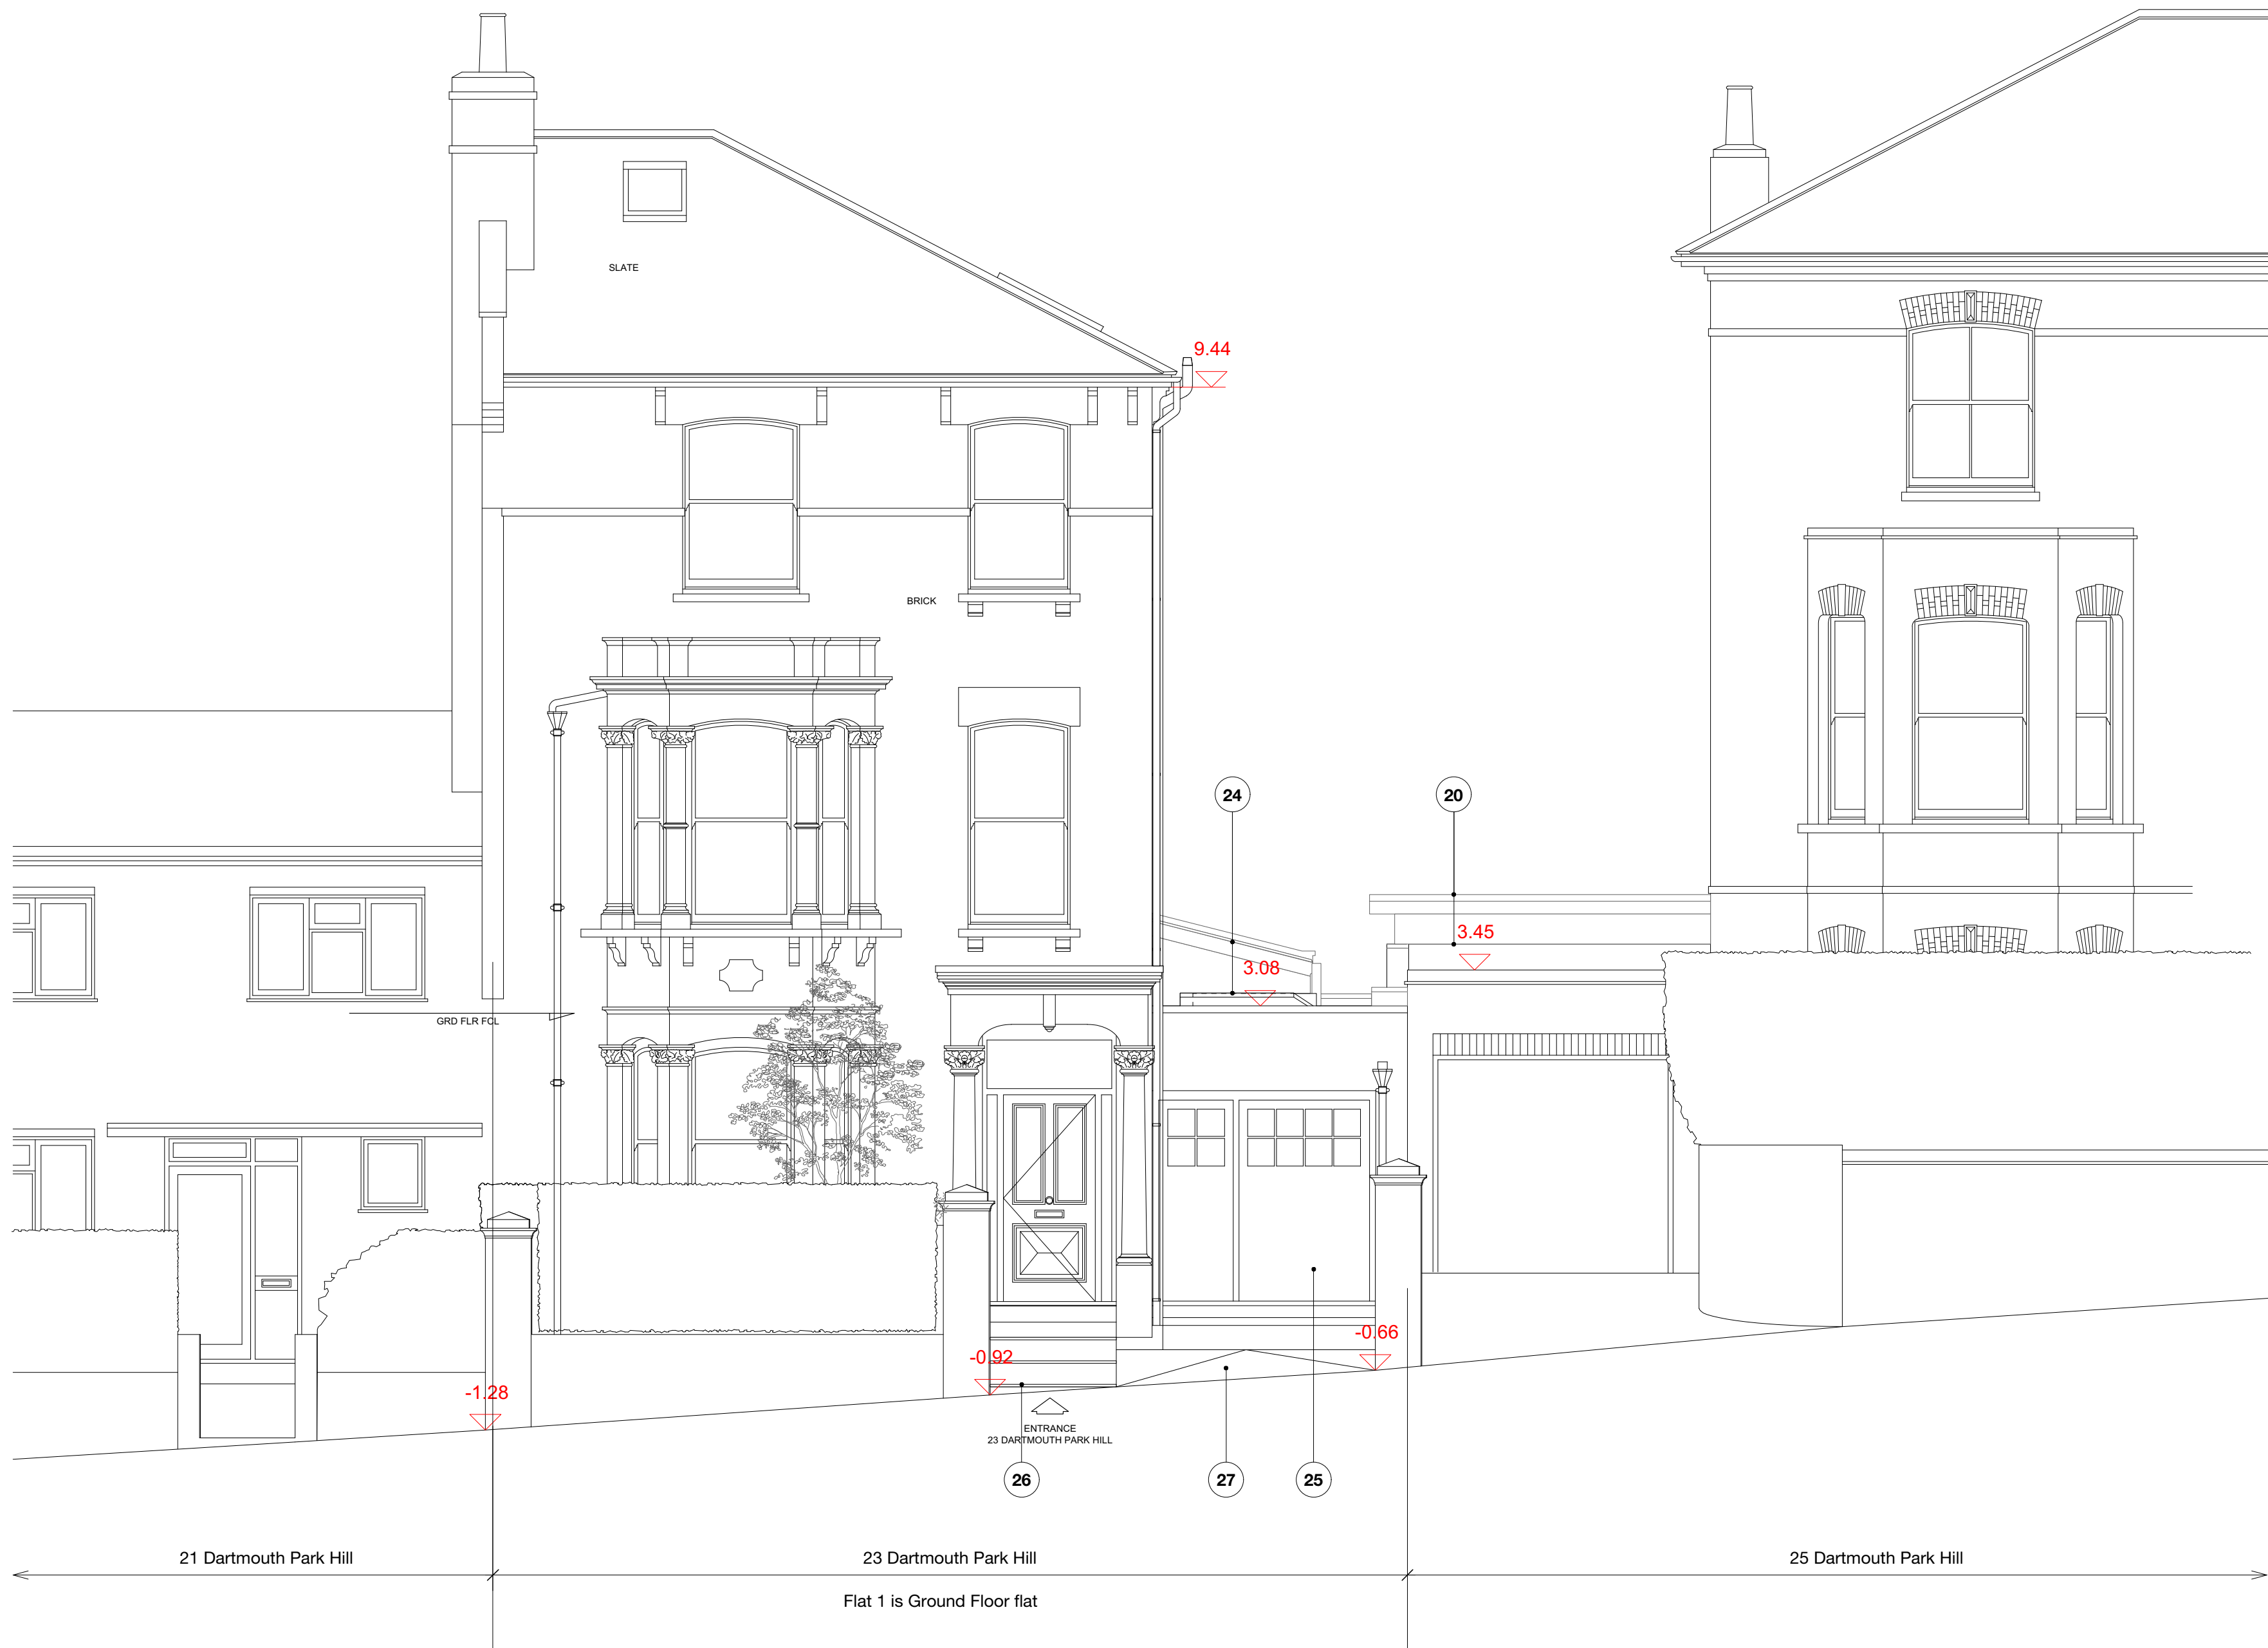 SLATE
9.44
BRICK
24
20
3.45
3.08
GRD FLR FCL
-0.66
-0.92
-1.28
ENTRANCE
23 DARTMOUTH PARK HILL
26
27
25
21 Dartmouth Park Hill
23 Dartmouth Park Hill
25 Dartmouth Park Hill
Flat 1 is Ground Floor flat